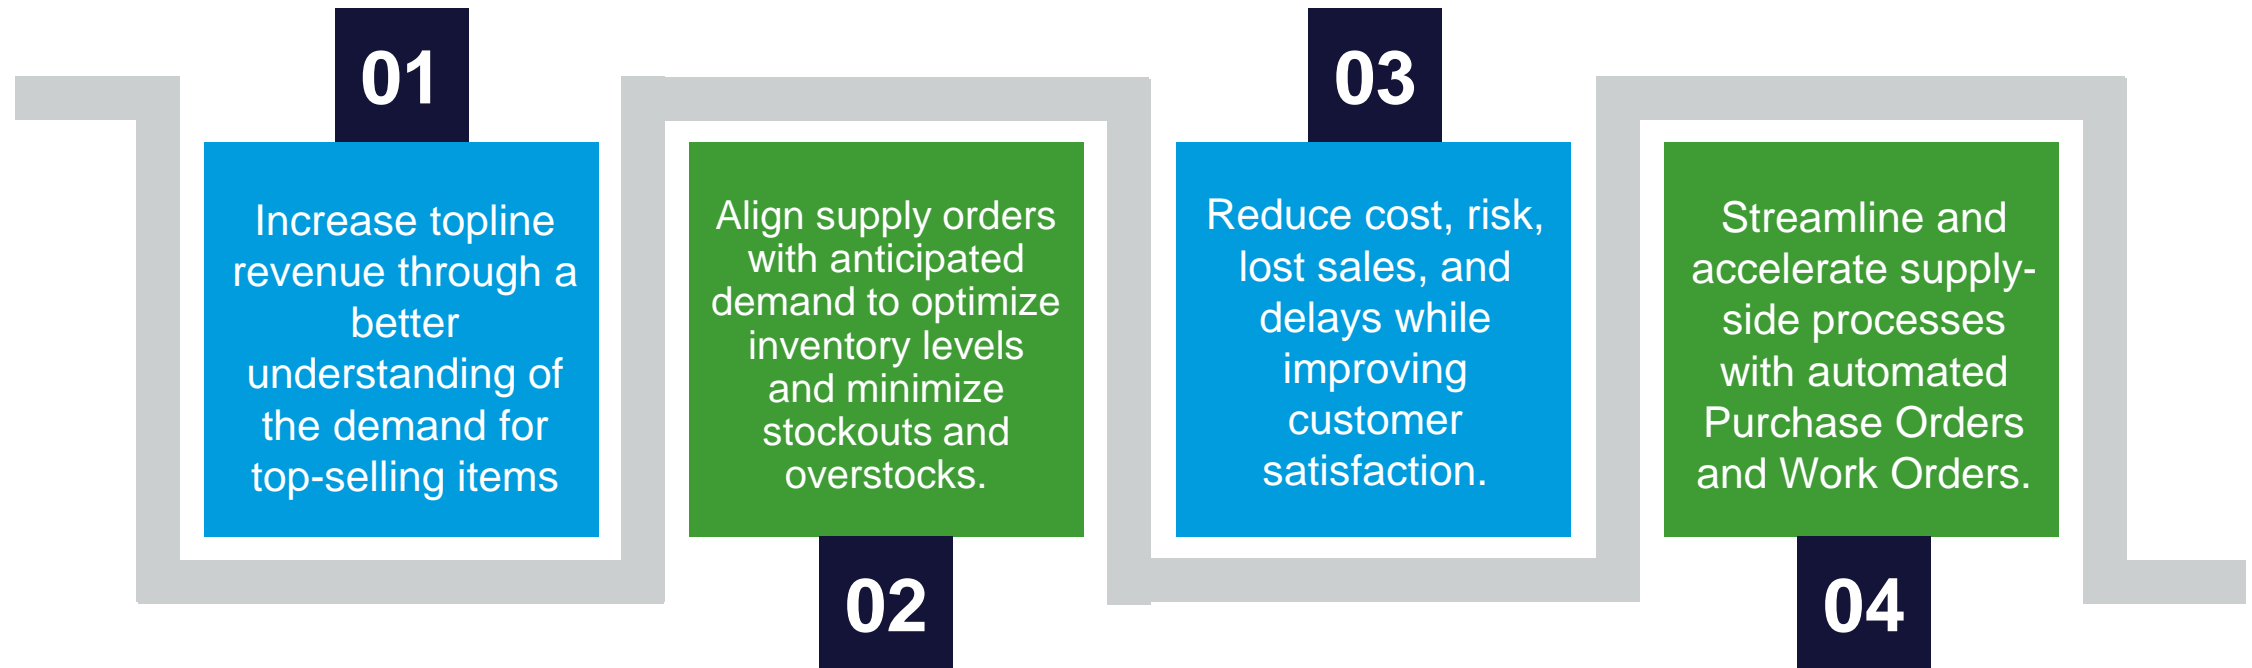 01
Increase topline
revenue through a
better
understanding of
the demand for
top-selling items
Align supply orders
with anticipated
demand to optimize
inventory levels
and minimize
stockouts and
overstocks.
02
03
Reduce cost, risk,
lost sales, and
delays while
improving
customer
satisfaction.
Streamline and
accelerate supply-
side processes
with automated
Purchase Orders
and Work Orders.
04